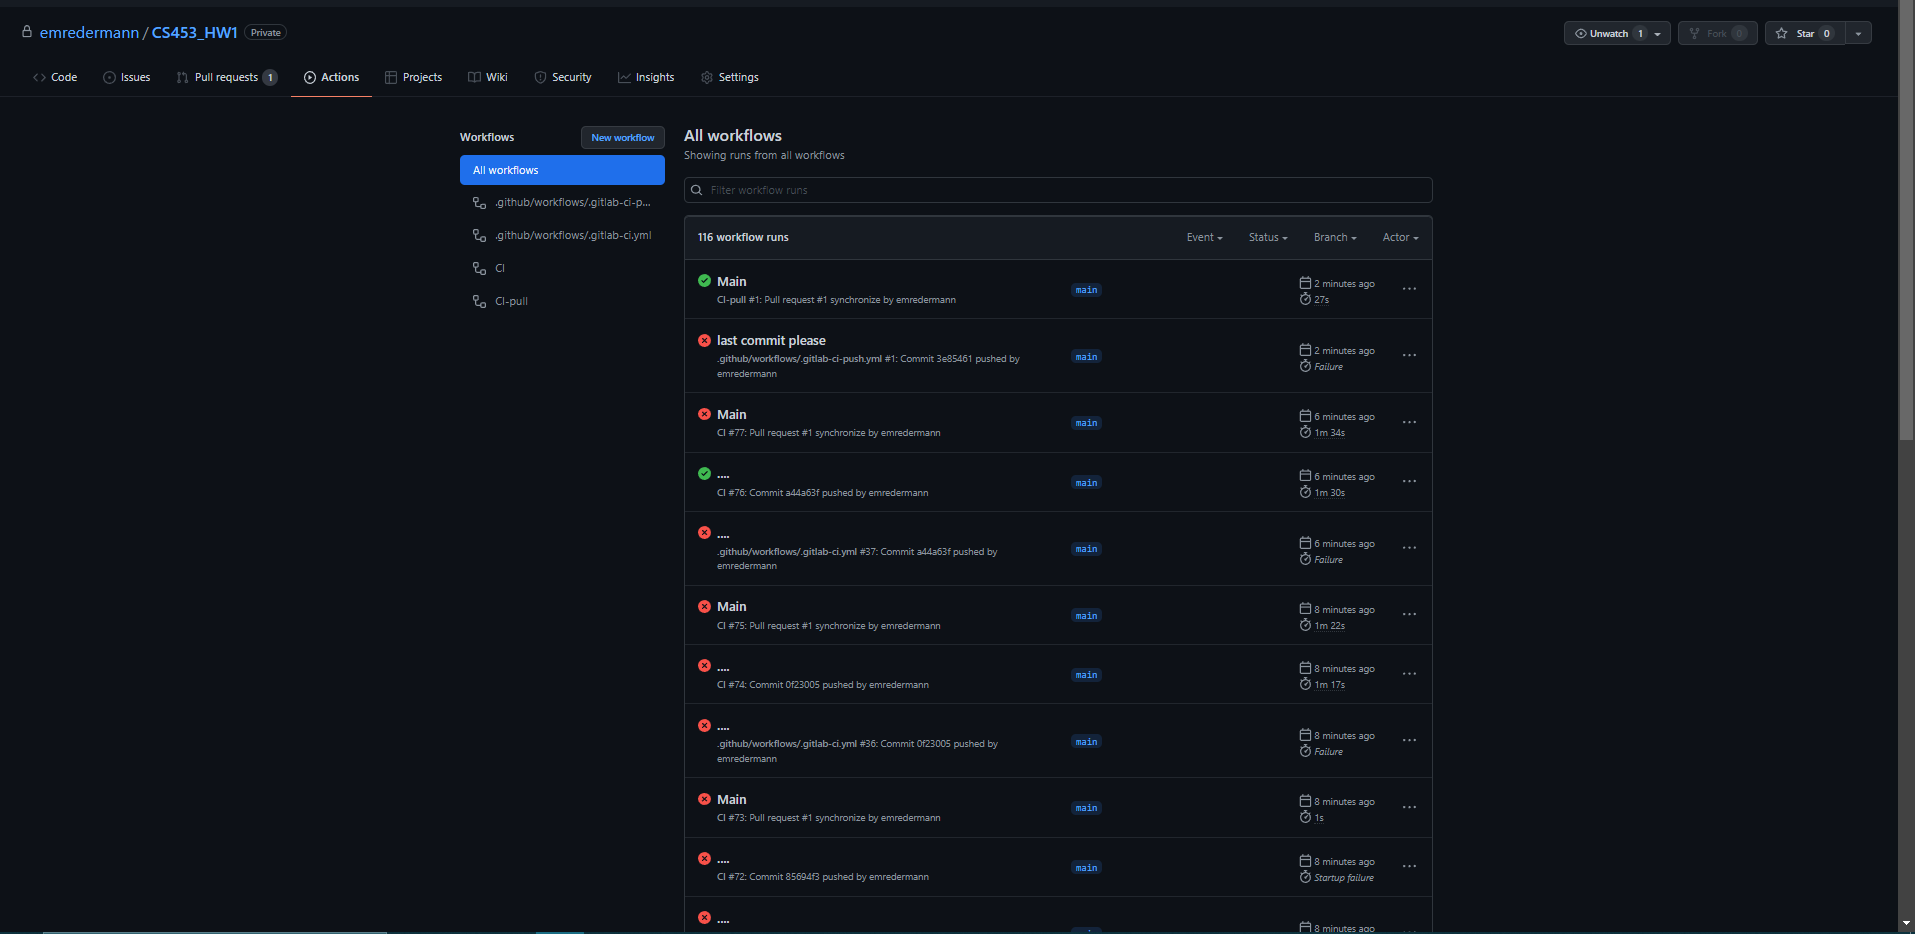 emredermann / CS453_HW1 Private
Unwatch 1
Fork 0
Star 0
Code Issues Pull requests 1 Actions Projects Wiki Security Insights Settings
Workflows
New workflow
All workflows
.github/workflows/.gitlab-ci-p...
.github/workflows/.gitlab-ci.yml
CI
CI-pull
All workflows
Showing runs from all workflows
Filter workflow runs
116 workflow runs
Event Status Branch Actor
Main
CI-pull #1: Pull request #1 synchronize by emredermann
main
2 minutes ago
27s
last commit please
.github/workflows/.gitlab-ci-push.yml #1: Commit 3e85461 pushed by
emredermann
main
2 minutes ago
Failure
Main
CI #77: Pull request #1 synchronize by emredermann
main
6 minutes ago
1m 34s
....
CI #76: Commit a44a63f pushed by emredermann
main
6 minutes ago
1m 30s
....
.github/workflows/.gitlab-ci.yml #37: Commit a44a63f pushed by
emredermann
main
6 minutes ago
Failure
Main
CI #75: Pull request #1 synchronize by emredermann
main
8 minutes ago
1m 22s
....
CI #74: Commit 0f23005 pushed by emredermann
main
8 minutes ago
1m 17s
....
.github/workflows/.gitlab-ci.yml #36: Commit 0f23005 pushed by
emredermann
main
8 minutes ago
Failure
Main
CI #73: Pull request #1 synchronize by emredermann
main
8 minutes ago
1s
....
CI #72: Commit 85694f3 pushed by emredermann
main
8 minutes ago
Startup failure
....
8 minutes ago